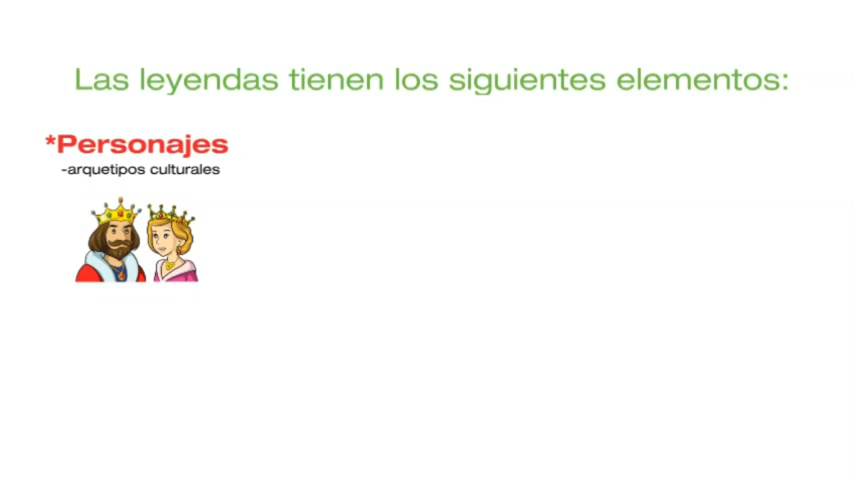 Las leyendas tienen los siguientes elementos:
*Personajes
-arquetipos culturales